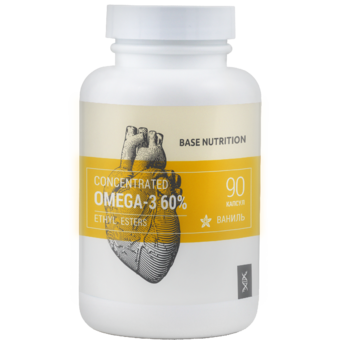 BASE NUTRITION
CONCENTRATED
OMEGA-3 60%
ETHYL-ESTERS
90
КАПСУЛ
ВАНИЛЬ